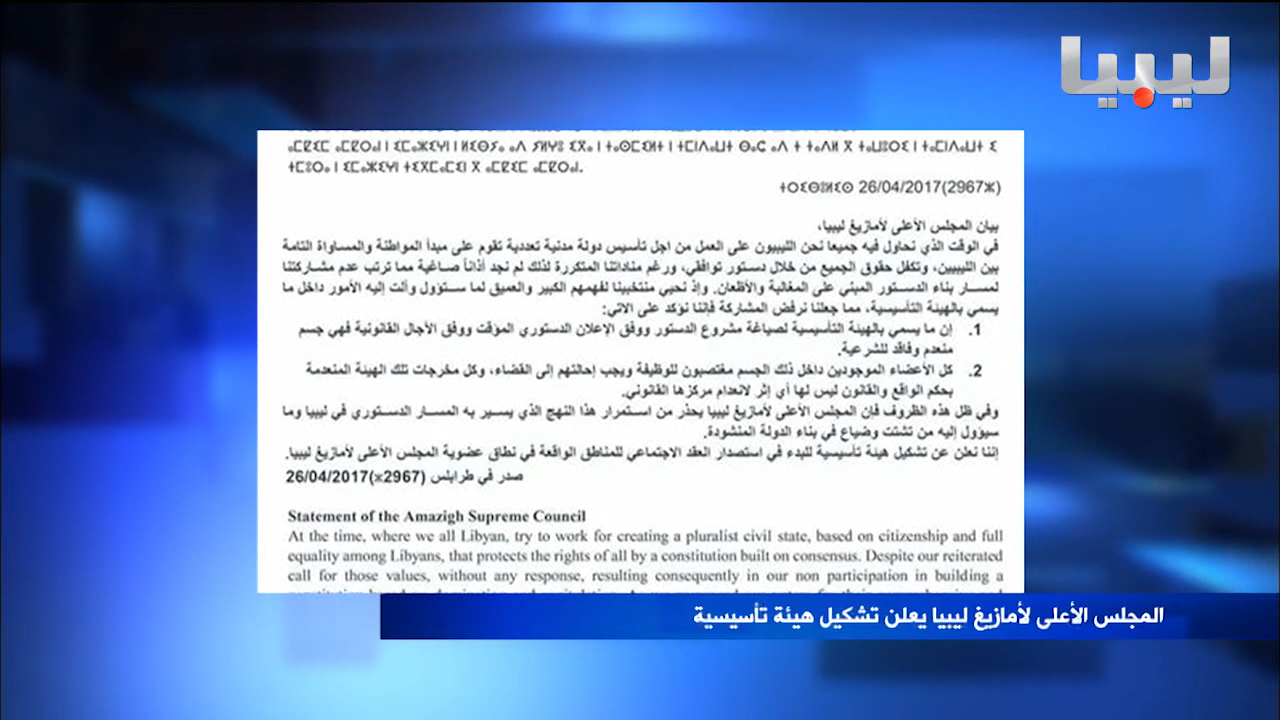 ليبيا
ⴰⵎⵇⵇⵉⵎ ⴰⵎⵇⵔⴰⵏ ⵏ ⵉⵎⴰⵣⵉⵖⵏ ⵏ
ⵜⵔⵉⴱⵓⵍⵉⵙ 26/04/2017(2967ⵣ)
بيان المجلس الأعلى لأمازيغ ليبيا،
في الوقت الذي نحاول فيه جميعا نحن الليبيون على العمل من اجل تأسيس دولة مدنية تعددية تقوم على مبدأ المواطنة والمساواة التامة
بين الليبيين، وتكفل حقوق الجميع من خلال دستور توافقي، ورغم مناداتنا المتكررة لذلك لم نجد أذاناً صاغية مما ترتب عدم مشاركتنا
لمسار بناء الدستور المبني على المغالبة والأظعان. وإذ نحيي منتخبينا لفهمهم الكبير والعميق لما ستؤول وألت إليه الأمور داخل ما
يسمي بالهيئة التأسيسية، مما جعلنا نرفض المشاركة فإننا نؤكد على الاتي:
1. إن ما يسمي بالهيئة التأسيسية لصياغة مشروع الدستور ووفق الإعلان الدستوري المؤقت ووفق الأجال القانونية فهي جسم
منعدم وفاقد للشرعية.
2. كل الأعضاء الموجودين داخل ذلك الجسم مغتصبون للوظيفة ويجب إحالتهم إلى القضاء، وكل مخرجات تلك الهيئة المنعدمة
بحكم الواقع والقانون ليس لها أي إثر لانعدام مركزها القانوني.
وفي ظل هذه الظروف فإن المجلس الأعلى لأمازيغ ليبيا يحذر من استمرار هذا النهج الذي يسير به المسار الدستوري في ليبيا وما
سيؤول إليه من تشتت وضياع في بناء الدولة المنشودة.
إننا نعلن عن تشكيل هيئة تأسيسية للبدء في استصدار العقد الاجتماعي للمناطق الواقعة في نطاق عضوية المجلس الأعلى لأمازيغ ليبيا.
صدر في طرابلس 26/04/2017(2967ⵣ)
Statement of the Amazigh Supreme Council
At the time, where we all Libyan, try to work for creating a pluralist civil state, based on citizenship and full
equality among Libyans, that protects the rights of all by a constitution built on consensus. Despite our reiterated
call for those values, without any response, resulting consequently in our non participation in building a
المجلس الأعلى لأمازيغ ليبيا يعلن تشكيل هيئة تأسيسية